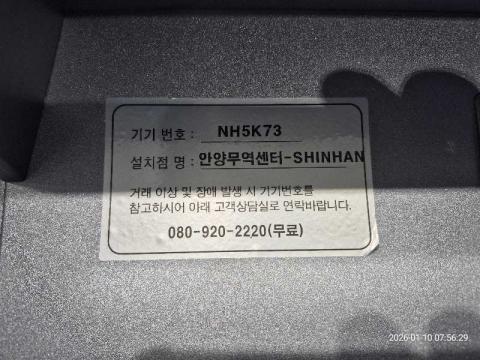 기기 번호 : NH5K73
설치점 명 : 안양무역센터-SHINHAN
거래 이상 및 장애 발생 시 기기번호를
참고하시어 아래 고객상담실로 연락바랍니다.
080-920-2220(무료)
2026-01-10 07:56:29